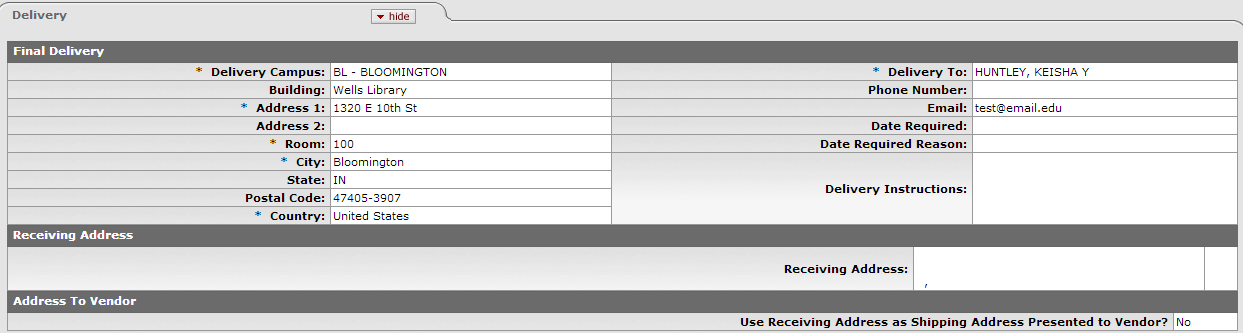 Delivery
hide
Final Delivery
* Delivery Campus: BL - BLOOMINGTON
* Delivery To: HUNTLEY, KEISHA Y
Building: Wells Library
Phone Number:
* Address 1: 1320 E 10th St
Email: test@email.edu
Address 2:
Date Required:
* Room: 100
Date Required Reason:
* City: Bloomington
State: IN
Delivery Instructions:
Postal Code: 47405-3907
* Country: United States
Receiving Address
Receiving Address:
,
Address To Vendor
Use Receiving Address as Shipping Address Presented to Vendor? No